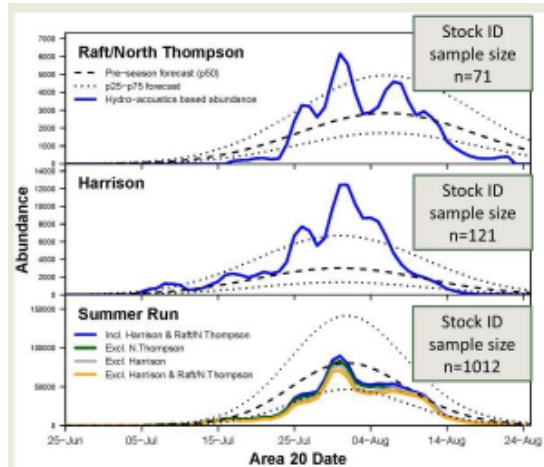 Raft/North Thompson
Pre-season forecast (p50)
p25-p75 forecast
Hydro-acoustics based abundance
Stock ID
sample size
n=71
7000
6000
5000
4000
3000
2000
1000
0
Harrison
Stock ID
sample size
n=121
14000
12000
10000
8000
6000
4000
2000
0
Abundance
Summer Run
Incl. Harrison & Raft/N.Thompson
Excl. N.Thompson
Excl. Harrison
Excl. Harrison & Raft/N.Thompson
Stock ID
sample size
n=1012
150000
100000
50000
0
25-Jun 05-Jul 15-Jul 25-Jul 04-Aug 14-Aug 24-Aug
Area 20 Date